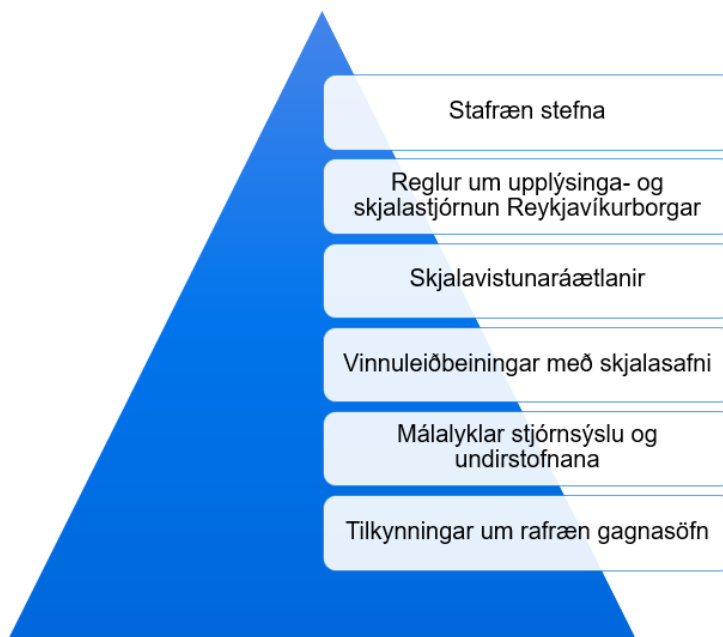 Stafræn stefna
Reglur um upplýsinga- og
skjalastjórnun Reykjavíkurborgar
Skjalavistunaráætlanir
Vinnuleiðbeiningar með skjalasafni
Málalyklar stjórnsýslu og
undirstofnana
Tilkynningar um rafræn gagnasöfn